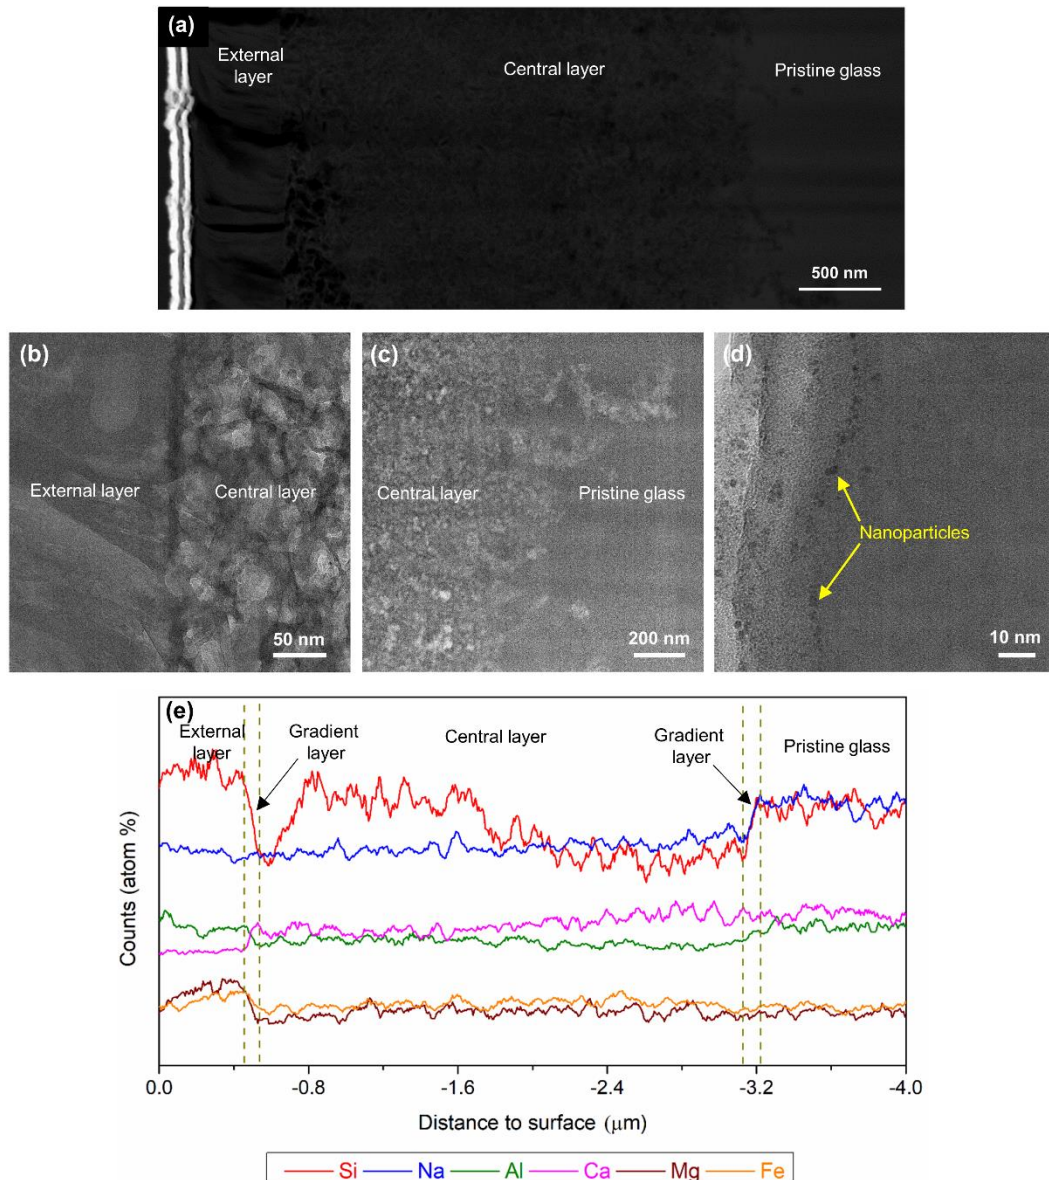 (a)
External
layer
Central layer
Pristine glass
500 nm
(b)
External layer
Central layer
50 nm
(c)
Central layer
Pristine glass
200 nm
(d)
Nanoparticles
10 nm
(e)
External
layer
Gradient
layer
Central layer
Gradient
layer
Pristine glass
Counts (atom %)
0.0 -0.8 -1.6 -2.4 -3.2 -4.0
Distance to surface (μm)
Si Na Al Ca Mg Fe